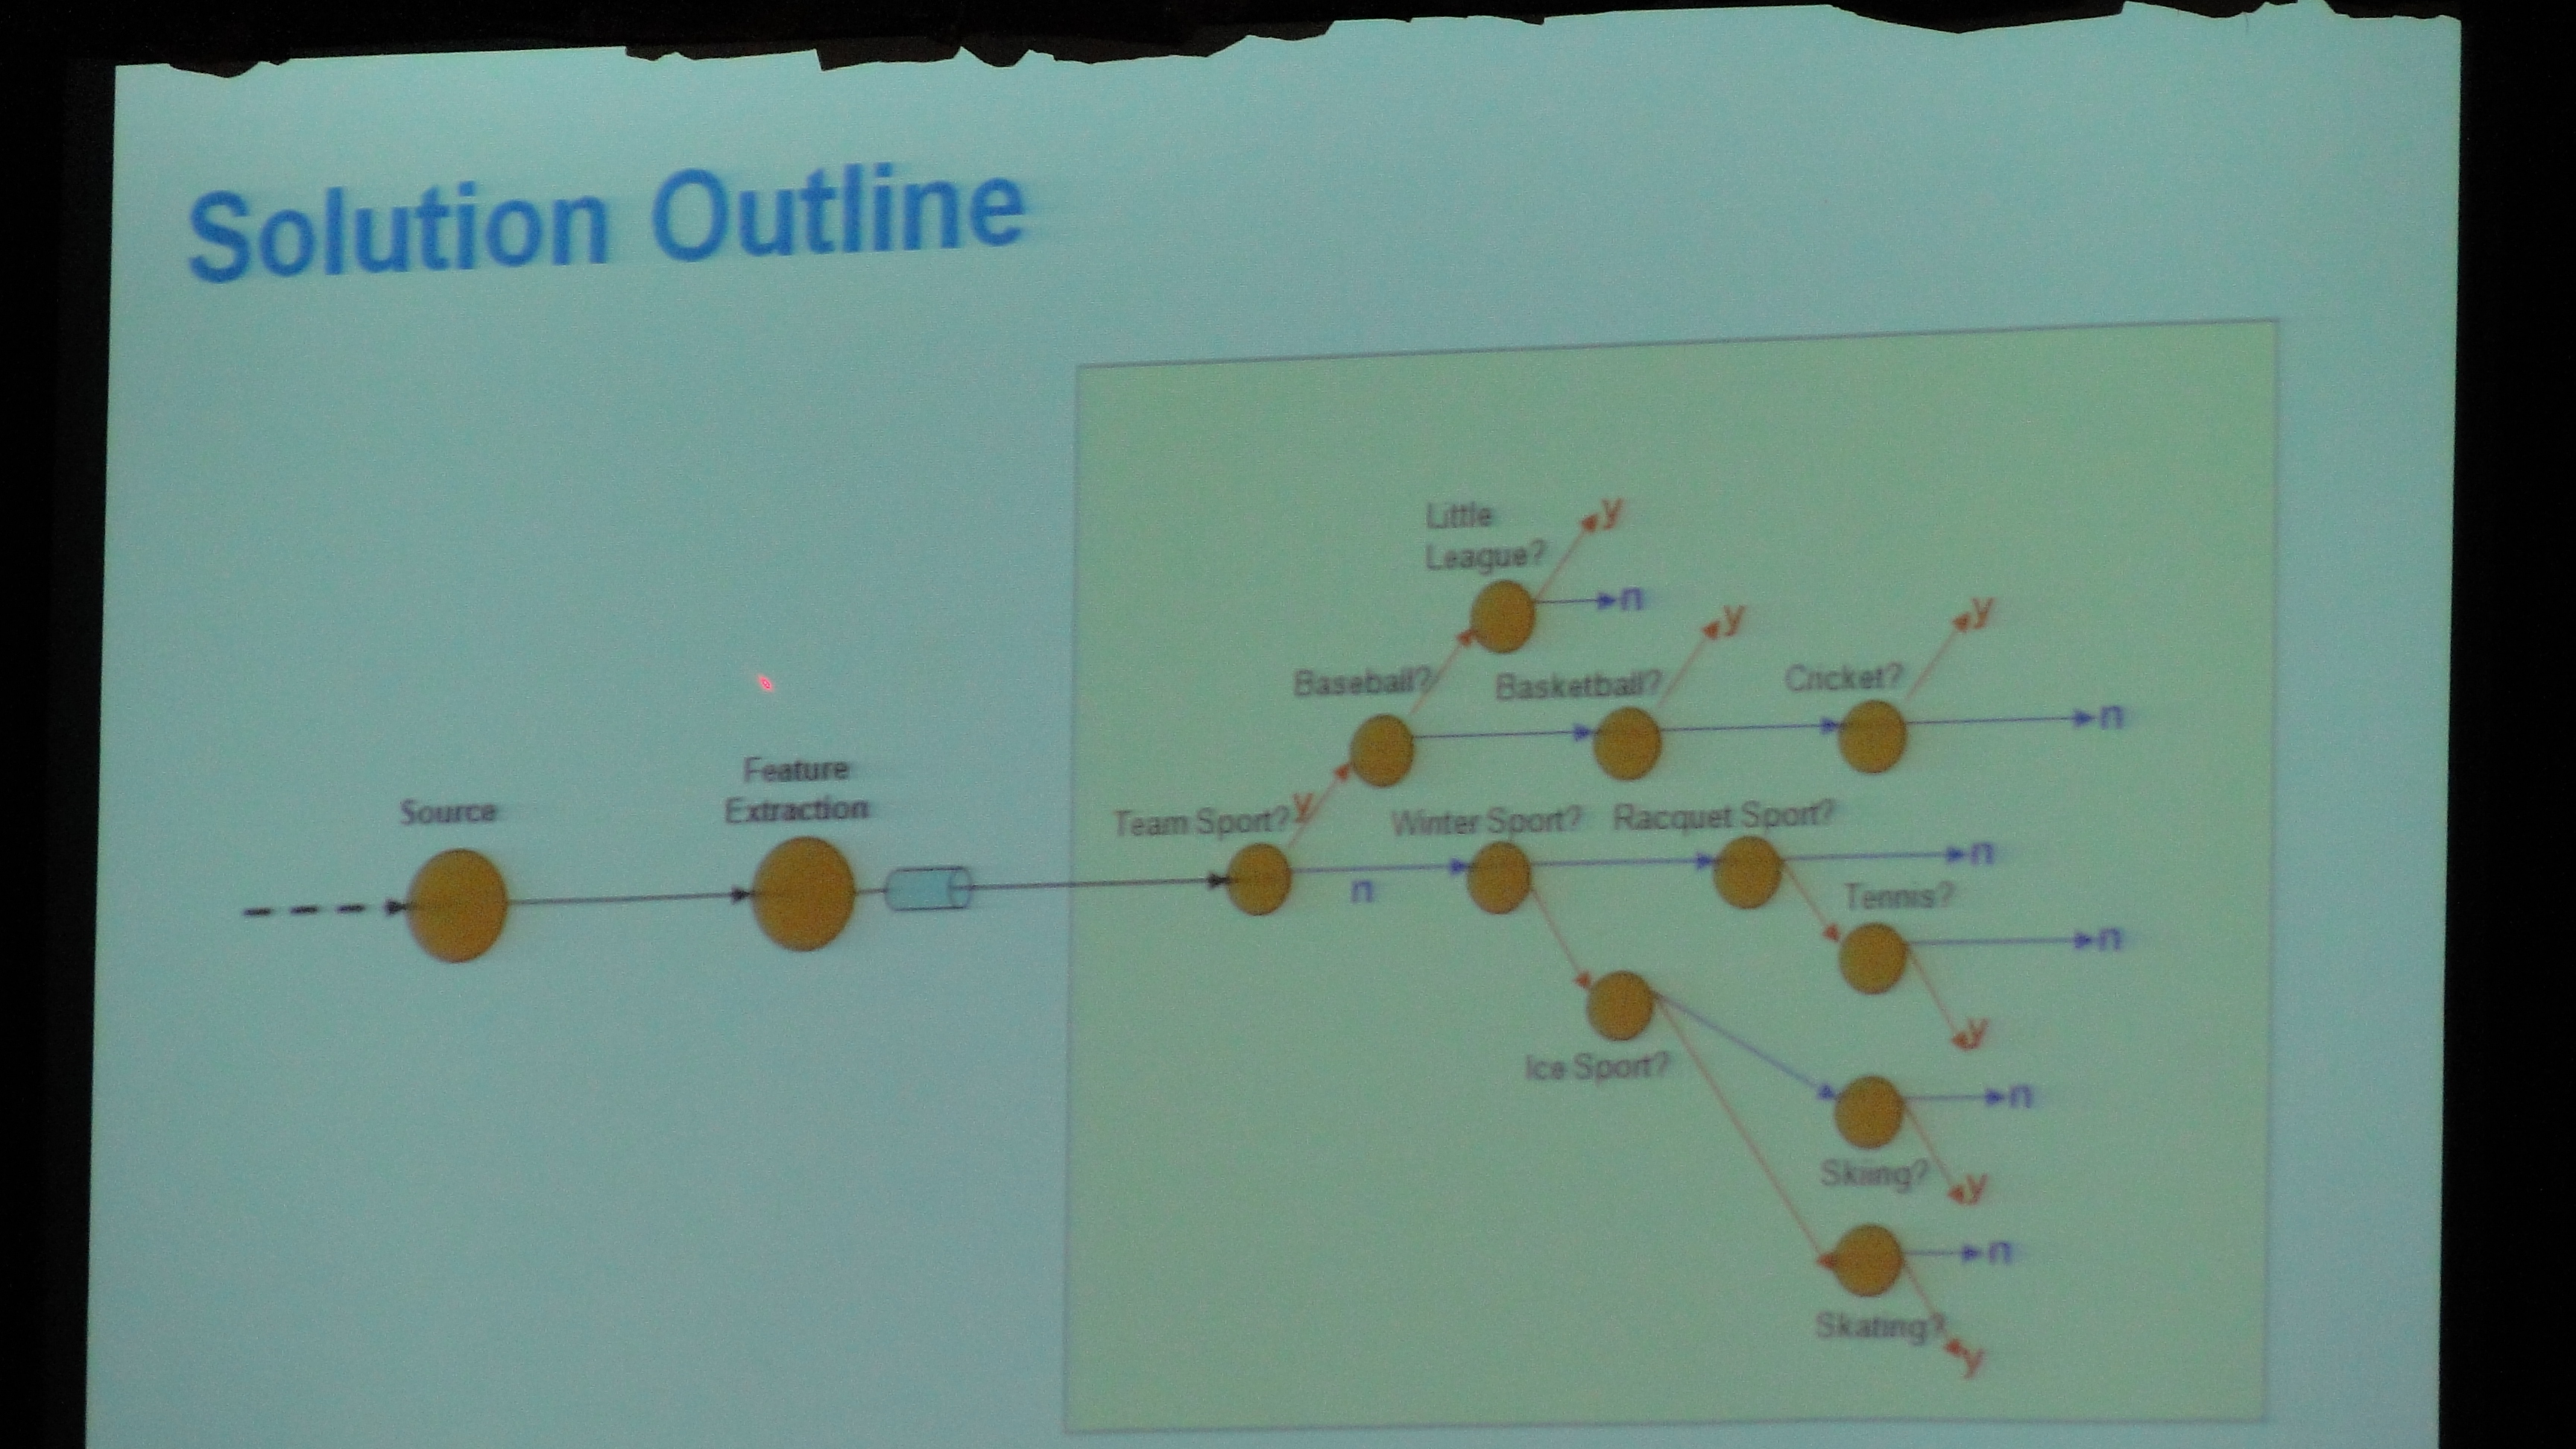 Solution Outline
Little
League?
y
n
Baseball?
Basketball?
y
Cricket?
y
n
Source
Feature
Extraction
Team Sport?
y
n
Winter Sport?
Racquet Sport?
n
Tennis?
n
y
Ice Sport?
n
Skiing?
y
n
Skating?
y